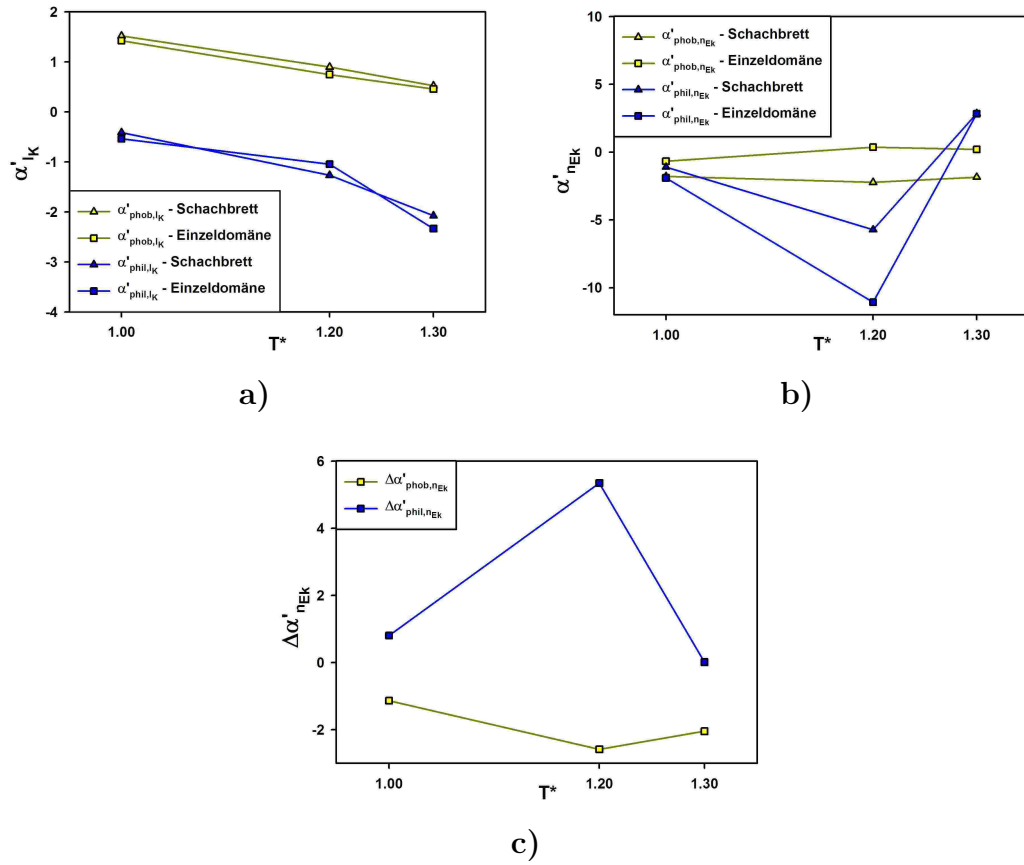 2
1
0
-1
-2
-3
-4
α'lK
α'phob,lK - Schachbrett
α'phob,lK - Einzeldomäne
α'phil,lK - Schachbrett
α'phil,lK - Einzeldomäne
1.00
1.20
1.30
T*
a)
10
5
0
-5
-10
α'nEk
α'phob,nEk - Schachbrett
α'phob,nEk - Einzeldomäne
α'phil,nEk - Schachbrett
α'phil,nEk - Einzeldomäne
1.00
1.20
1.30
T*
b)
6
4
2
0
-2
Δα'nEk
Δα'phob,nEk
Δα'phil,nEk
1.00
1.20
1.30
T*
c)